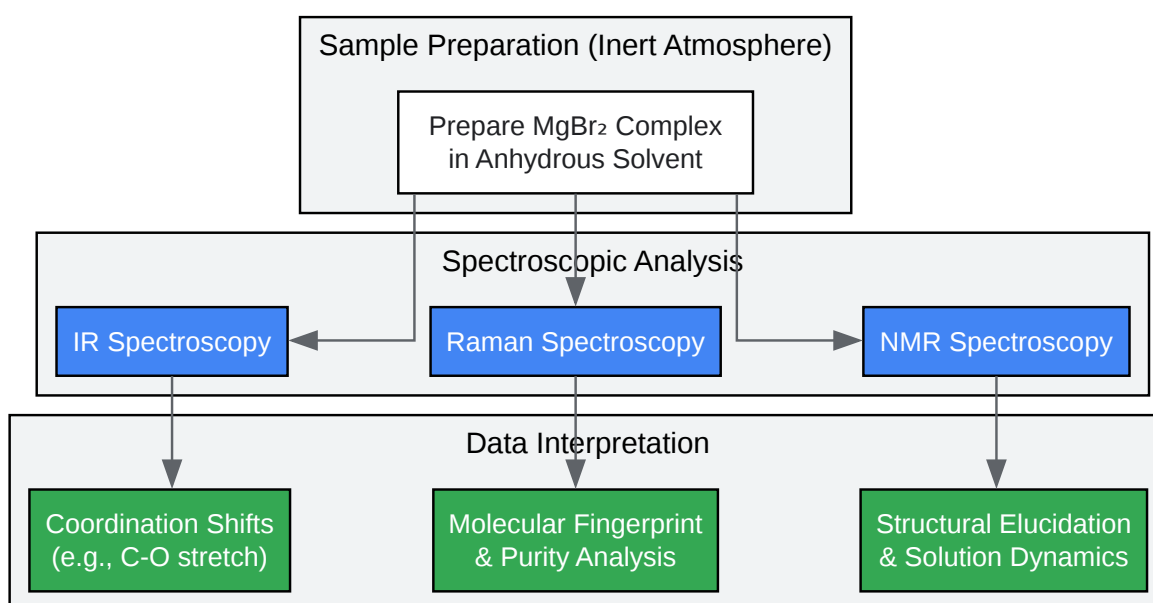 Sample Preparation (Inert Atmosphere)
Prepare MgBr₂ Complex
in Anhydrous Solvent
Spectroscopic Analysis
IR Spectroscopy
Raman Spectroscopy
NMR Spectroscopy
Data Interpretation
Coordination Shifts
(e.g., C-O stretch)
Molecular Fingerprint
& Purity Analysis
Structural Elucidation
& Solution Dynamics